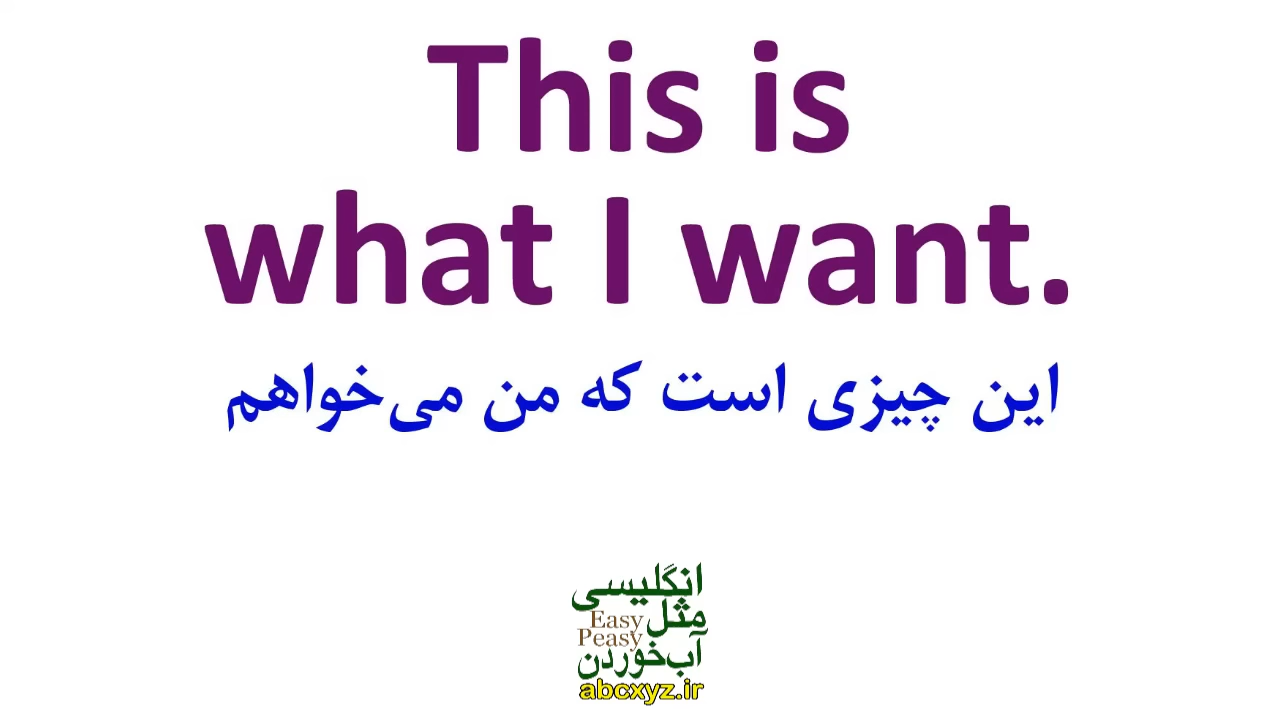 This is
what I want.
این چیزی است که من می‌خواهم
انگلیسی
مثل
Easy
Peasy
آب‌خوردن
abcxyz.ir